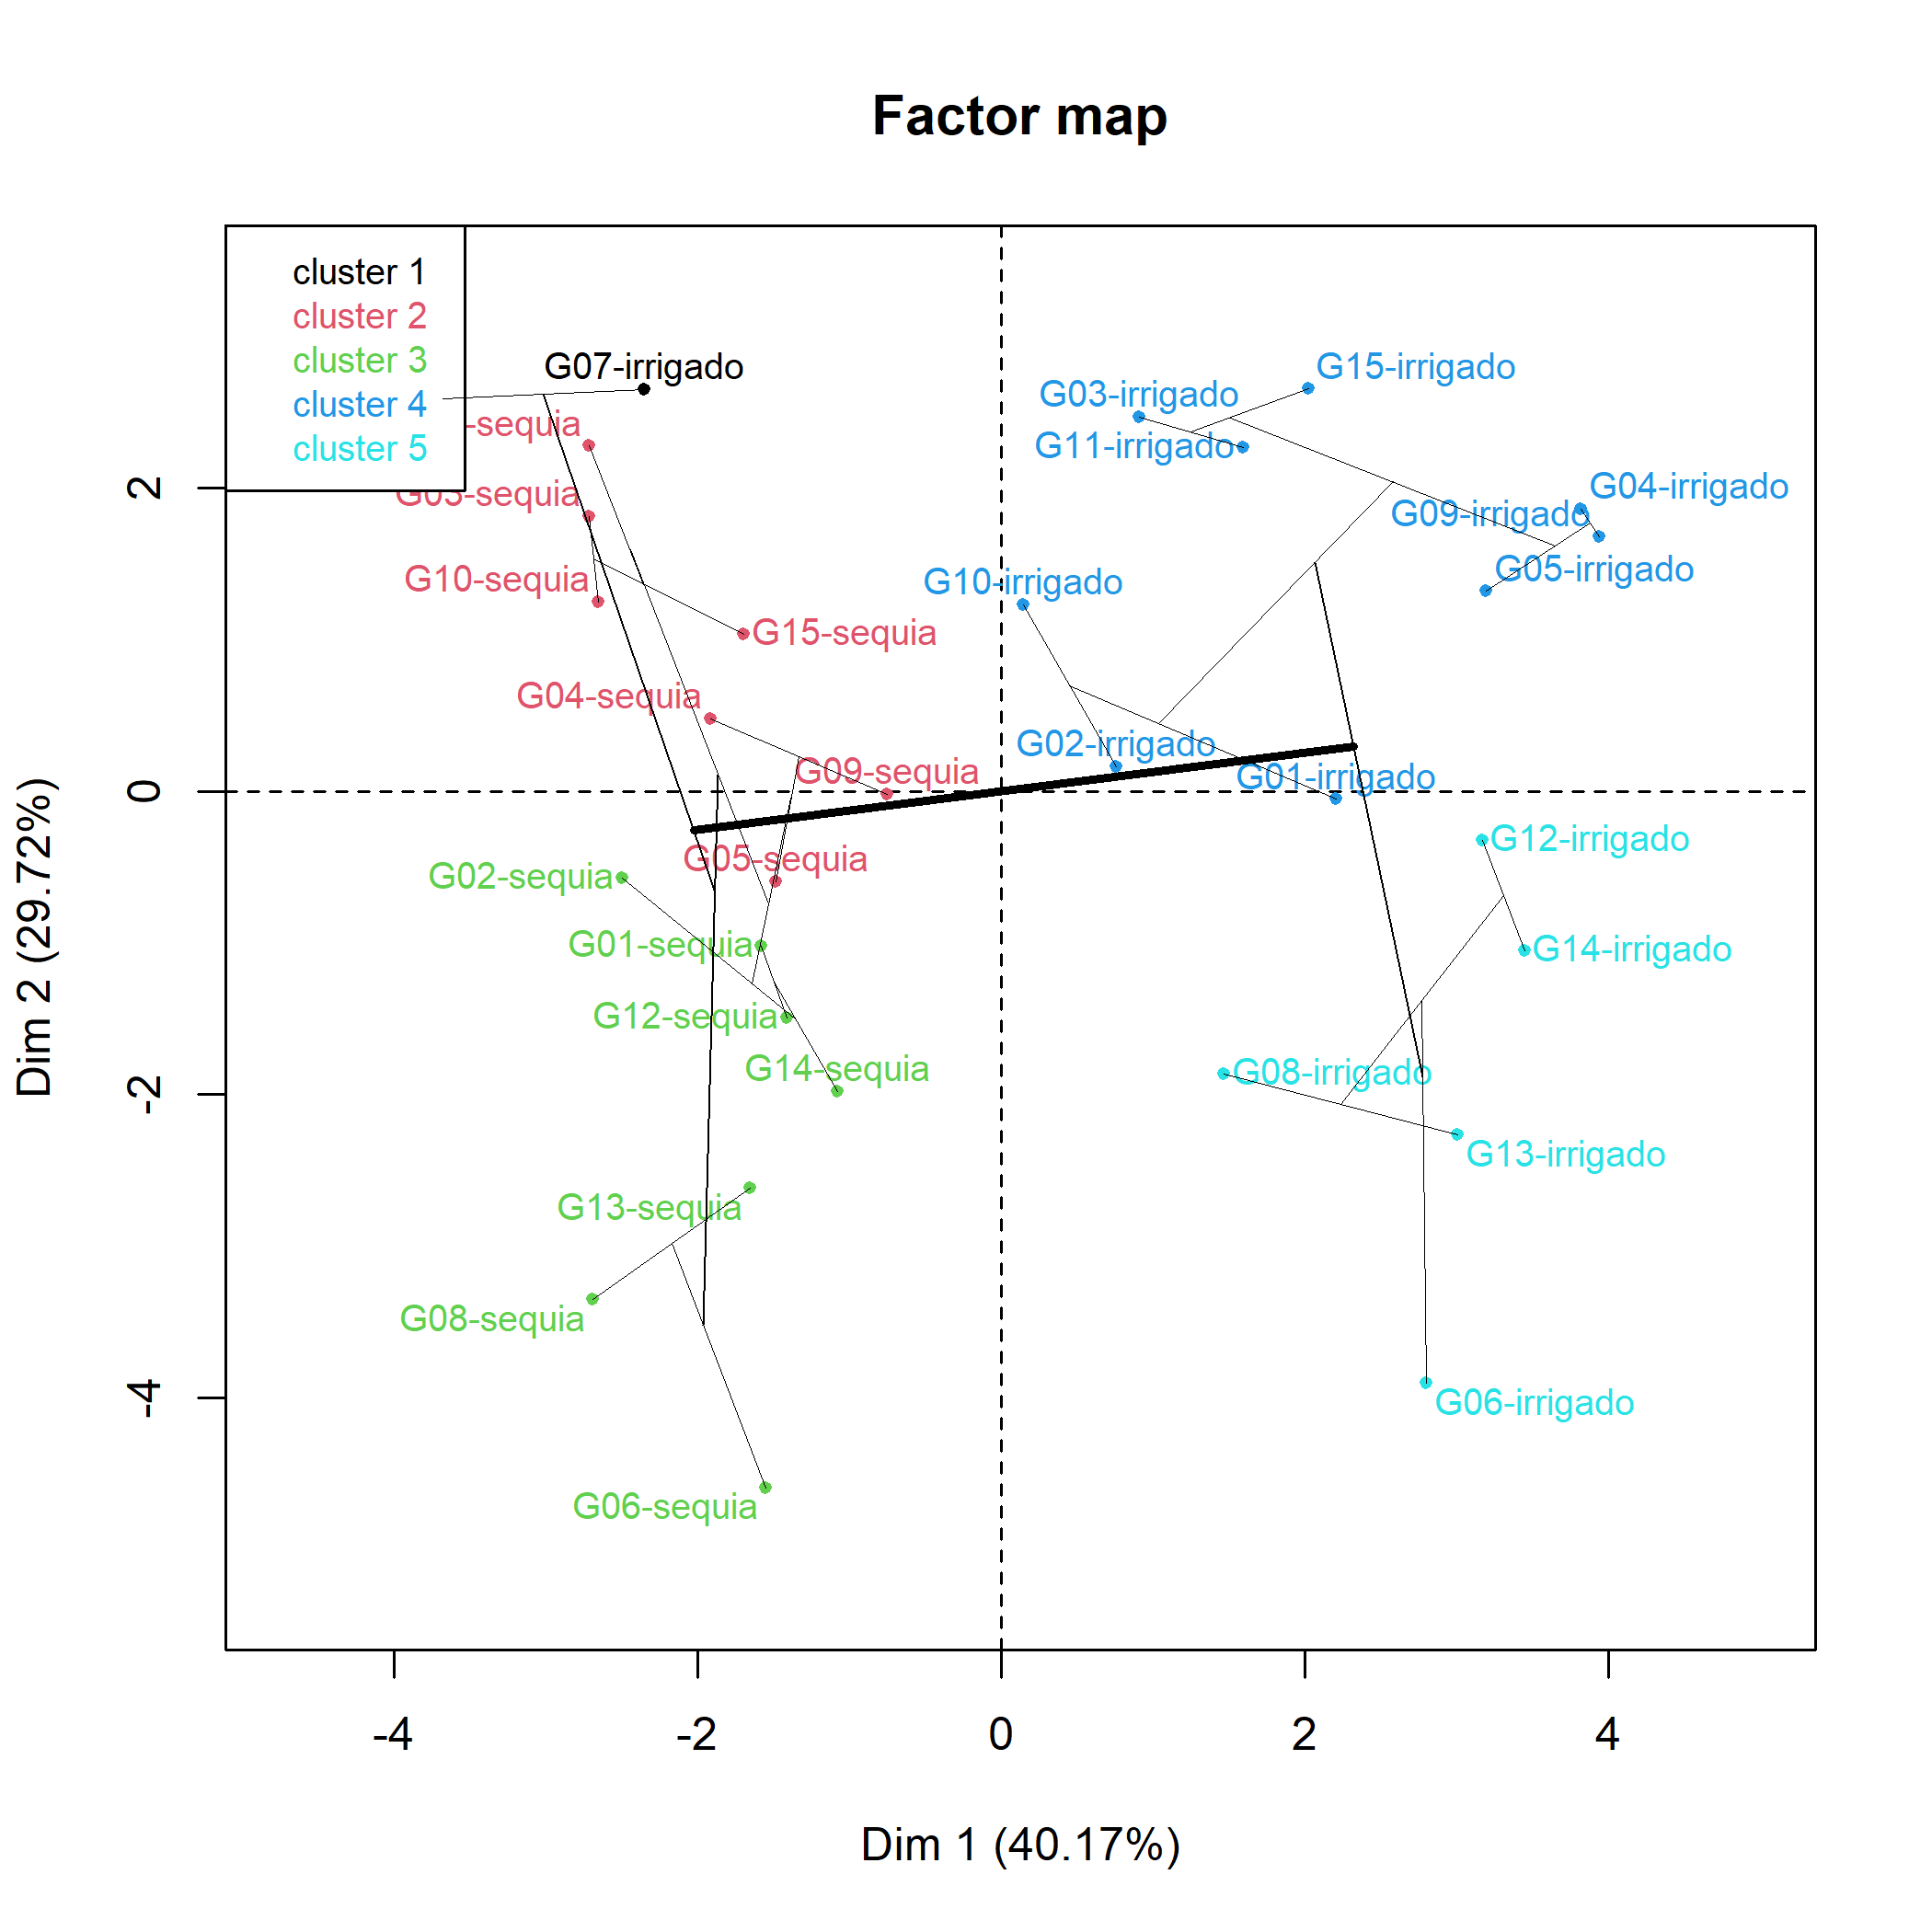 Factor map
cluster 1
cluster 2
cluster 3
cluster 4
cluster 5
G07-irrigado
G15-irrigado
G03-irrigado
-sequia
G11-irrigado
G04-irrigado
G03-sequia
G09-irrigado
G05-irrigado
G10-sequia
G10-irrigado
G15-sequia
G04-sequia
G02-irrigado
G09-sequia
G01-irrigado
G12-irrigado
G05-sequia
G02-sequia
G01-sequia
G14-irrigado
G12-sequia
G14-sequia
G08-irrigado
G13-irrigado
G13-sequia
G08-sequia
G06-irrigado
G06-sequia
2
0
-2
-4
Dim 2 (29.72%)
-4
-2
0
2
4
Dim 1 (40.17%)